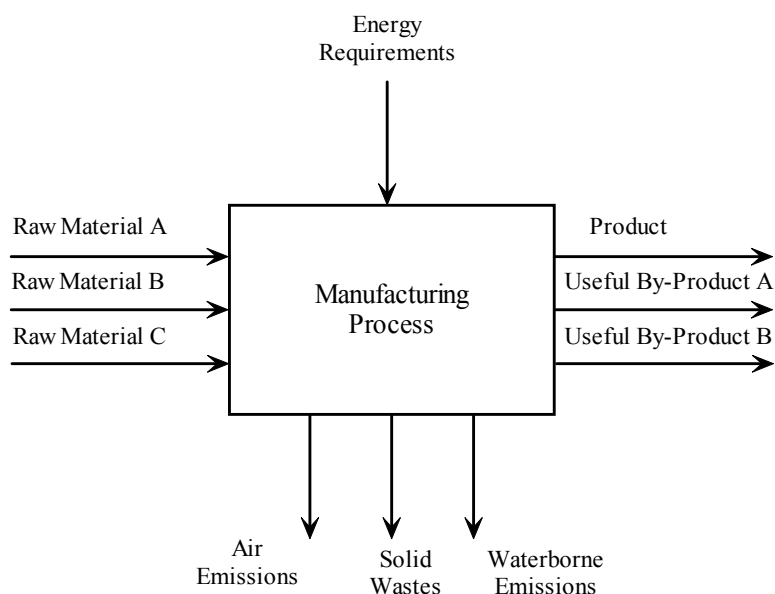 Energy
Requirements
Raw Material A
Raw Material B
Raw Material C
Manufacturing
Process
Product
Useful By-Product A
Useful By-Product B
Air
Emissions
Solid
Wastes
Waterborne
Emissions